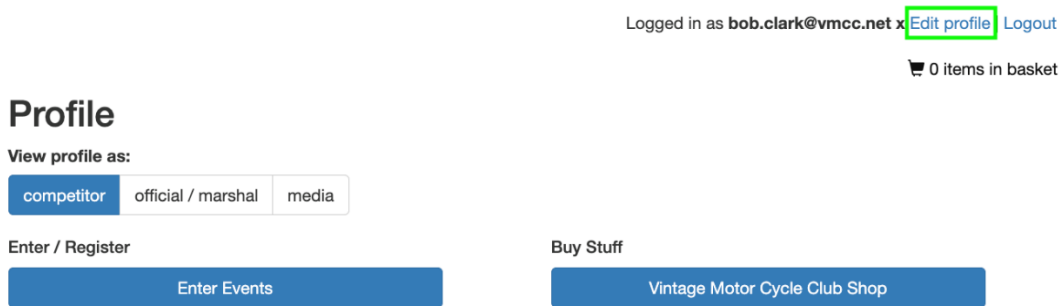 Logged in as bob.clark@vmcc.net x Edit profile | Logout
0 items in basket
Profile
View profile as:
competitor official / marshal media
Enter / Register
Buy Stuff
Enter Events
Vintage Motor Cycle Club Shop